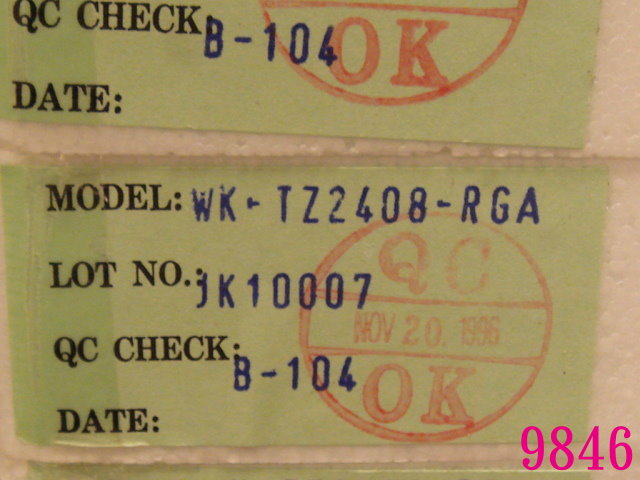 QC CHECK B-104
OK
DATE:
MODEL: WK-TZ2408-RGA
LOT NO.: JK10007
QC
NOV 20. 1996
QC CHECK: B-104
OK
DATE:
9846